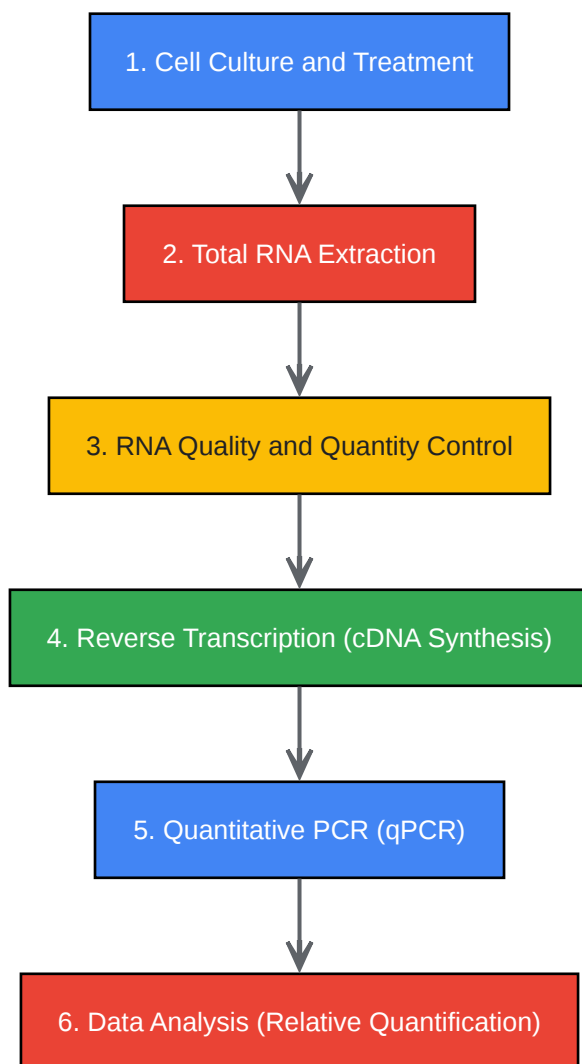 1. Cell Culture and Treatment
2. Total RNA Extraction
3. RNA Quality and Quantity Control
4. Reverse Transcription (cDNA Synthesis)
5. Quantitative PCR (qPCR)
6. Data Analysis (Relative Quantification)